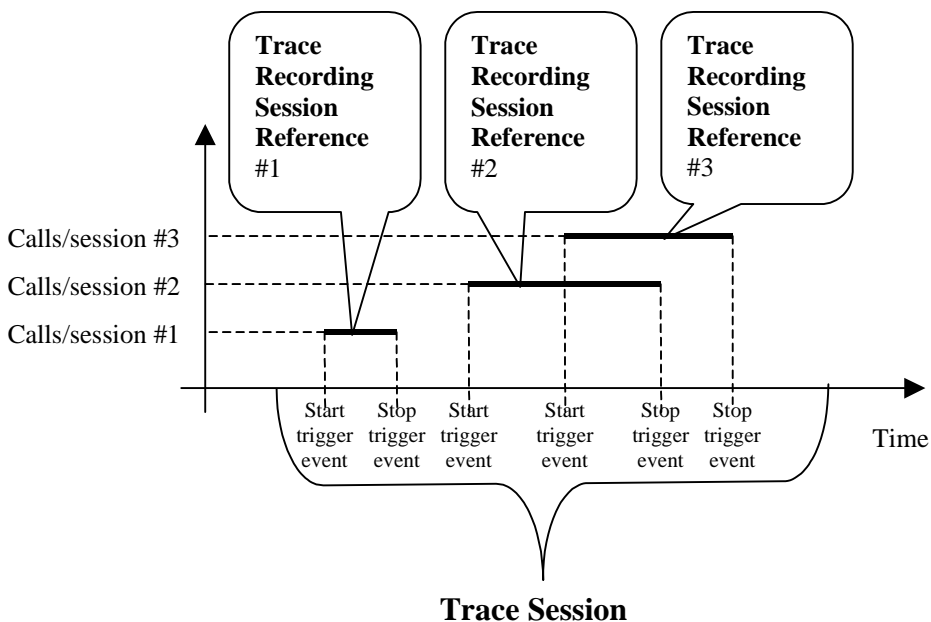 Trace
Recording
Session
Reference
#1
Trace
Recording
Session
Reference
#2
Trace
Recording
Session
Reference
#3
Calls/session #3
Calls/session #2
Calls/session #1
Start
trigger
event
Stop
trigger
event
Start
trigger
event
Start
trigger
event
Stop
trigger
event
Stop
trigger
event
Time
Trace Session